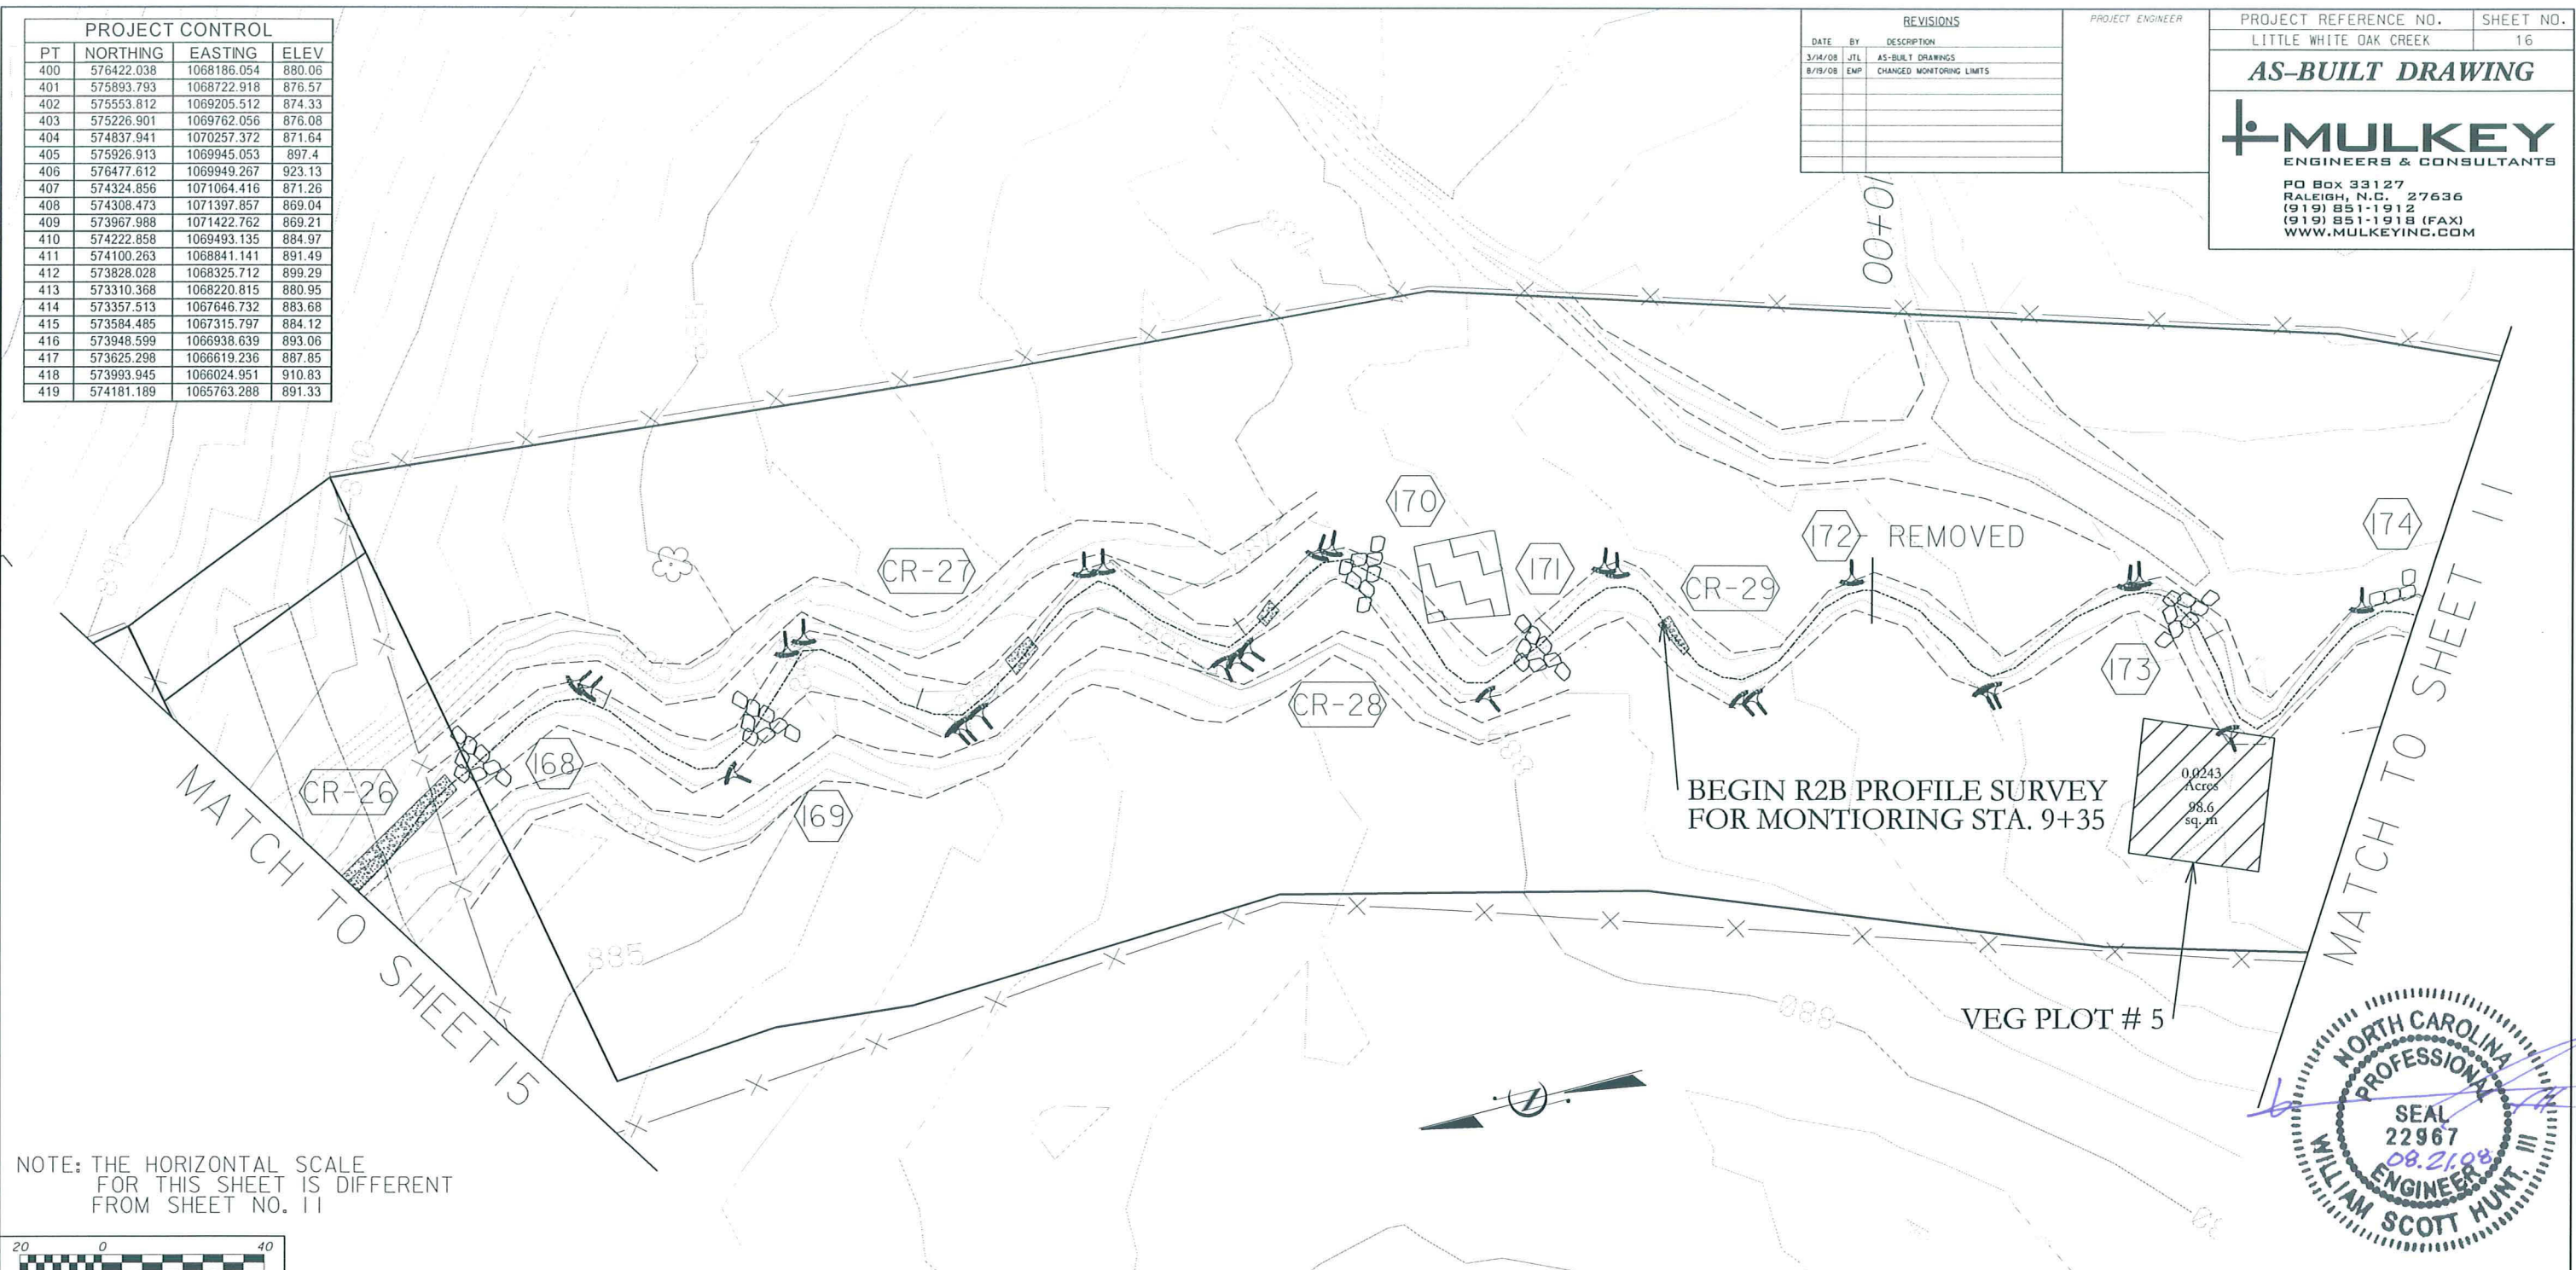 PROJECT CONTROL
PT NORTHING EASTING ELEV
400 576422.038 1068186.054 880.06
401 575893.793 1068722.918 876.57
402 575553.812 1069205.512 874.33
403 575226.901 1069762.056 876.08
404 574837.941 1070257.372 871.64
405 575926.913 1069945.053 897.4
406 576477.612 1069949.267 923.13
407 574324.856 1071064.416 871.26
408 574308.473 1071397.857 869.04
409 573967.988 1071422.762 869.21
410 574222.858 1069493.135 884.97
411 574100.263 1068841.141 891.49
412 573828.028 1068325.712 899.29
413 573310.368 1068220.815 880.95
414 573357.513 1067646.732 883.68
415 573584.485 1067315.797 884.12
416 573948.599 1066938.639 893.06
417 573625.298 1066619.236 887.85
418 573993.945 1066024.951 910.83
419 574181.189 1065763.288 891.33
REVISIONS
DATE BY DESCRIPTION
3/14/08 JTL AS-BUILT DRAWINGS
8/19/08 EMP CHANGED MONITORING LIMITS
PROJECT ENGINEER
PROJECT REFERENCE NO. SHEET NO.
LITTLE WHITE OAK CREEK 16
AS-BUILT DRAWING
MULKEY
ENGINEERS & CONSULTANTS
PO BOX 33127
RALEIGH, N.C. 27636
(919) 851-1912
(919) 851-1918 (FAX)
WWW.MULKEYINC.COM
10+00
170
174
CR-27
171
172 - REMOVED
CR-29
173
CR-28
168
CR-26
169
BEGIN R2B PROFILE SURVEY
FOR MONTIORING STA. 9+35
0.0243
Acres
98.6
sq. m
MATCH TO SHEET 15
MATCH TO SHEET 11
885
880
VEG PLOT # 5
NORTH CAROLINA
PROFESSIONAL
SEAL
22967
08.21.08
ENGINEER
WILLIAM SCOTT HUNT, III
NOTE: THE HORIZONTAL SCALE
FOR THIS SHEET IS DIFFERENT
FROM SHEET NO. 11
20 0 40